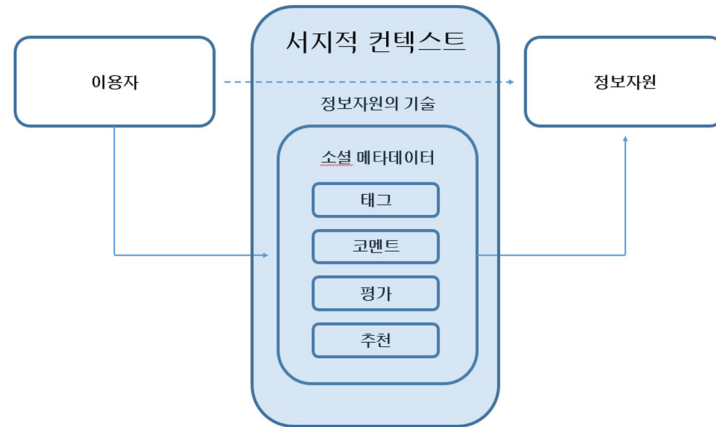 서지적 컨텍스트
이용자
정보자원
정보자원의 기술
소셜 메타데이터
태그
코멘트
평가
추천